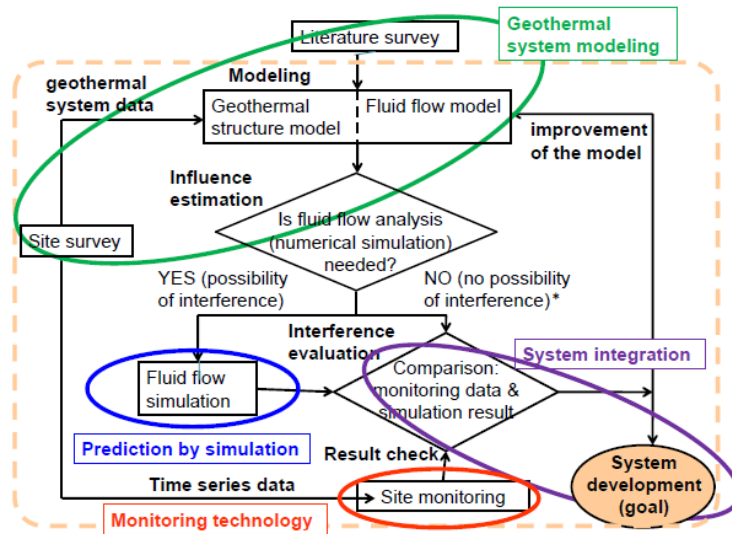 Literature survey
Geothermal
system modeling
geothermal
system data
Modeling
Geothermal
structure model
Fluid flow model
improvement
of the model
Influence
estimation
Site survey
Is fluid flow analysis
(numerical simulation)
needed?
YES (possibility
of interference)
NO (no possibility
of interference)*
Interference
evaluation
System integration
Fluid flow
simulation
Comparison:
monitoring data &
simulation result
Prediction by simulation
Result check
System
development
(goal)
Time series data
Site monitoring
Monitoring technology